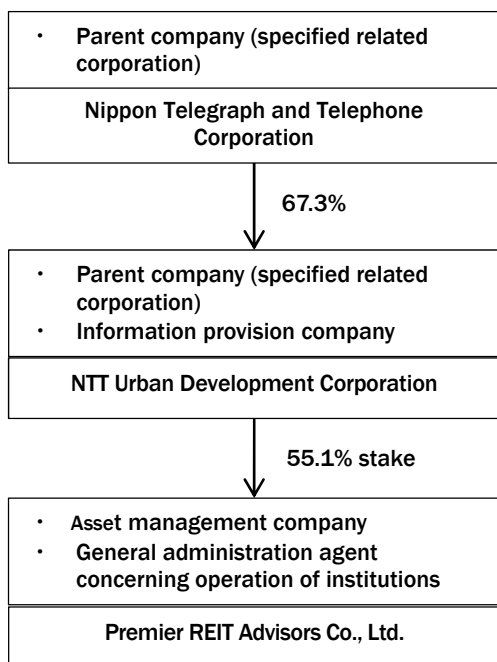 ・ Parent company (specified related
corporation)
Nippon Telegraph and Telephone
Corporation
67.3%
・ Parent company (specified related
corporation)
・ Information provision company
NTT Urban Development Corporation
55.1% stake
・ Asset management company
・ General administration agent
concerning operation of institutions
Premier REIT Advisors Co., Ltd.